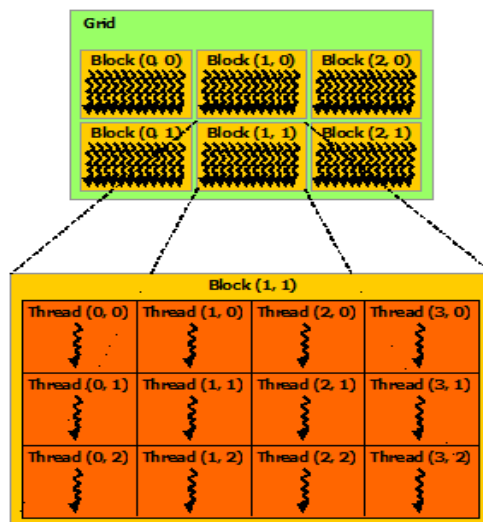 Grid
Block (0, 0) Block (1, 0) Block (2, 0)
Block (0, 1) Block (1, 1) Block (2, 1)
Block (1, 1)
Thread (0, 0) Thread (1, 0) Thread (2, 0) Thread (3, 0)
Thread (0, 1) Thread (1, 1) Thread (2, 1) Thread (3, 1)
Thread (0, 2) Thread (1, 2) Thread (2, 2) Thread (3, 2)